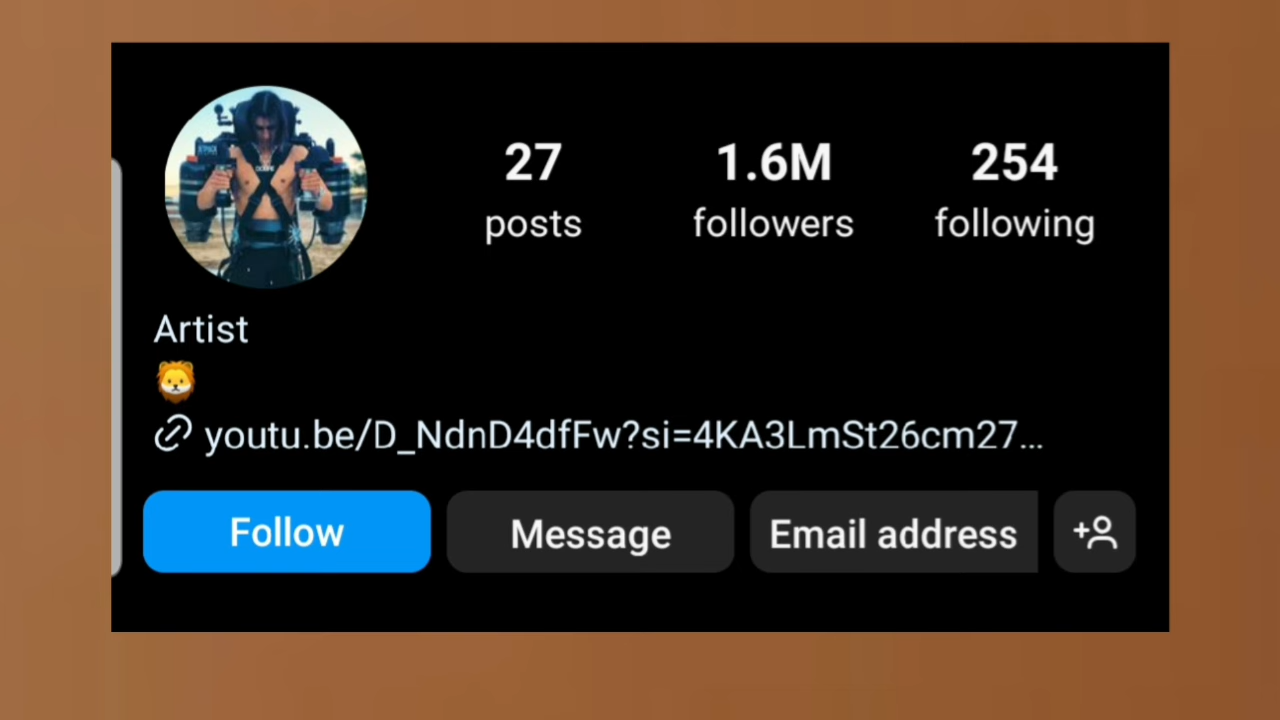 27
posts
1.6M
followers
254
following
Artist
youtu.be/D_NdnD4dfFw?si=4KA3LmSt26cm27...
Follow
Message
Email address